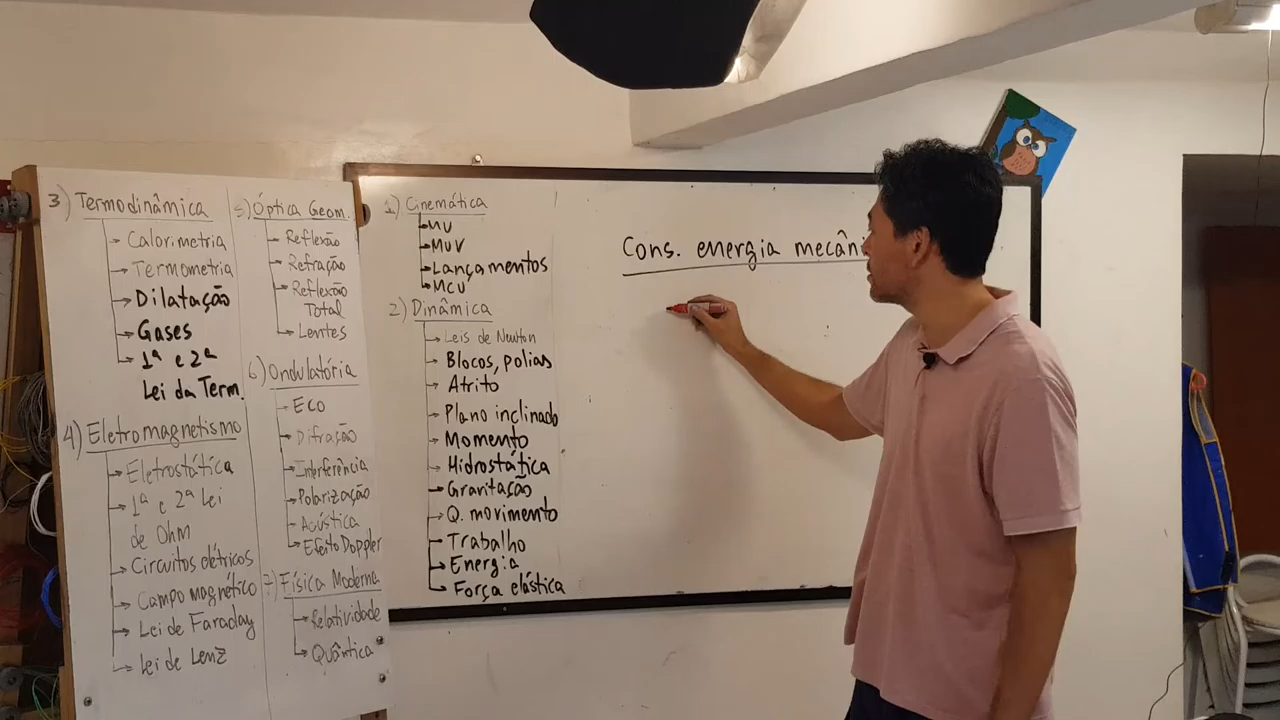 3) Termodinâmica
Calorimetria
Termometria
Dilatação
Gases
1ª e 2ª
Lei da Term.
4) Eletromagnetismo
Eletrostática
1ª e 2ª Lei
de Ohm
Circuitos elétricos
Campo magnético
Lei de Faraday
Lei de Lenz
5) Óptica Geom.
Reflexão
Refração
Reflexão
Total
Lentes
6) Ondulatória
Eco
Difração
Interferência
Polarização
Acústica
Efeito Doppler
7) Física Moderna
Relatividade
Quântica
1) Cinemática
MU
MUV
Lançamentos
MCU
2) Dinâmica
Leis de Newton
Blocos, polias
Atrito
Plano inclinado
Momento
Hidrostática
Gravitação
Q. movimento
Trabalho
Energia
Força elástica
Cons. energia mecân